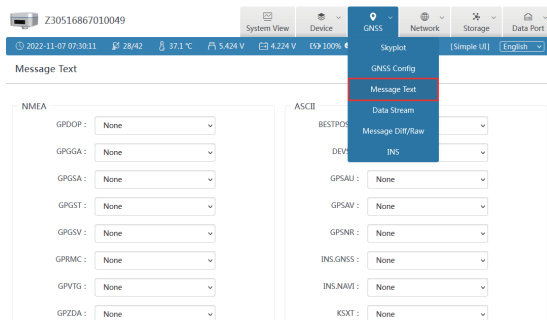 Z30516867010049
System View
Device
GNSS
Network
Storage
Data Port
2022-11-07 07:30:11 28/42 37.1 ℃ 5.424 V 4.224 V 100%
[Simple UI] English
Skyplot
GNSS Config
Message Text
Data Stream
Message Diff/Raw
INS
Message Text
NMEA
GPDOP : None
GPGGA : None
GPGSA : None
GPGST : None
GPGSV : None
GPRMC : None
GPVTG : None
GPZDA : None
ASCII
BESTPOS
DEVS
GPSAU : None
GPSAV : None
GPSNR : None
INS.GNSS : None
INS.NAVI : None
KSXT : None